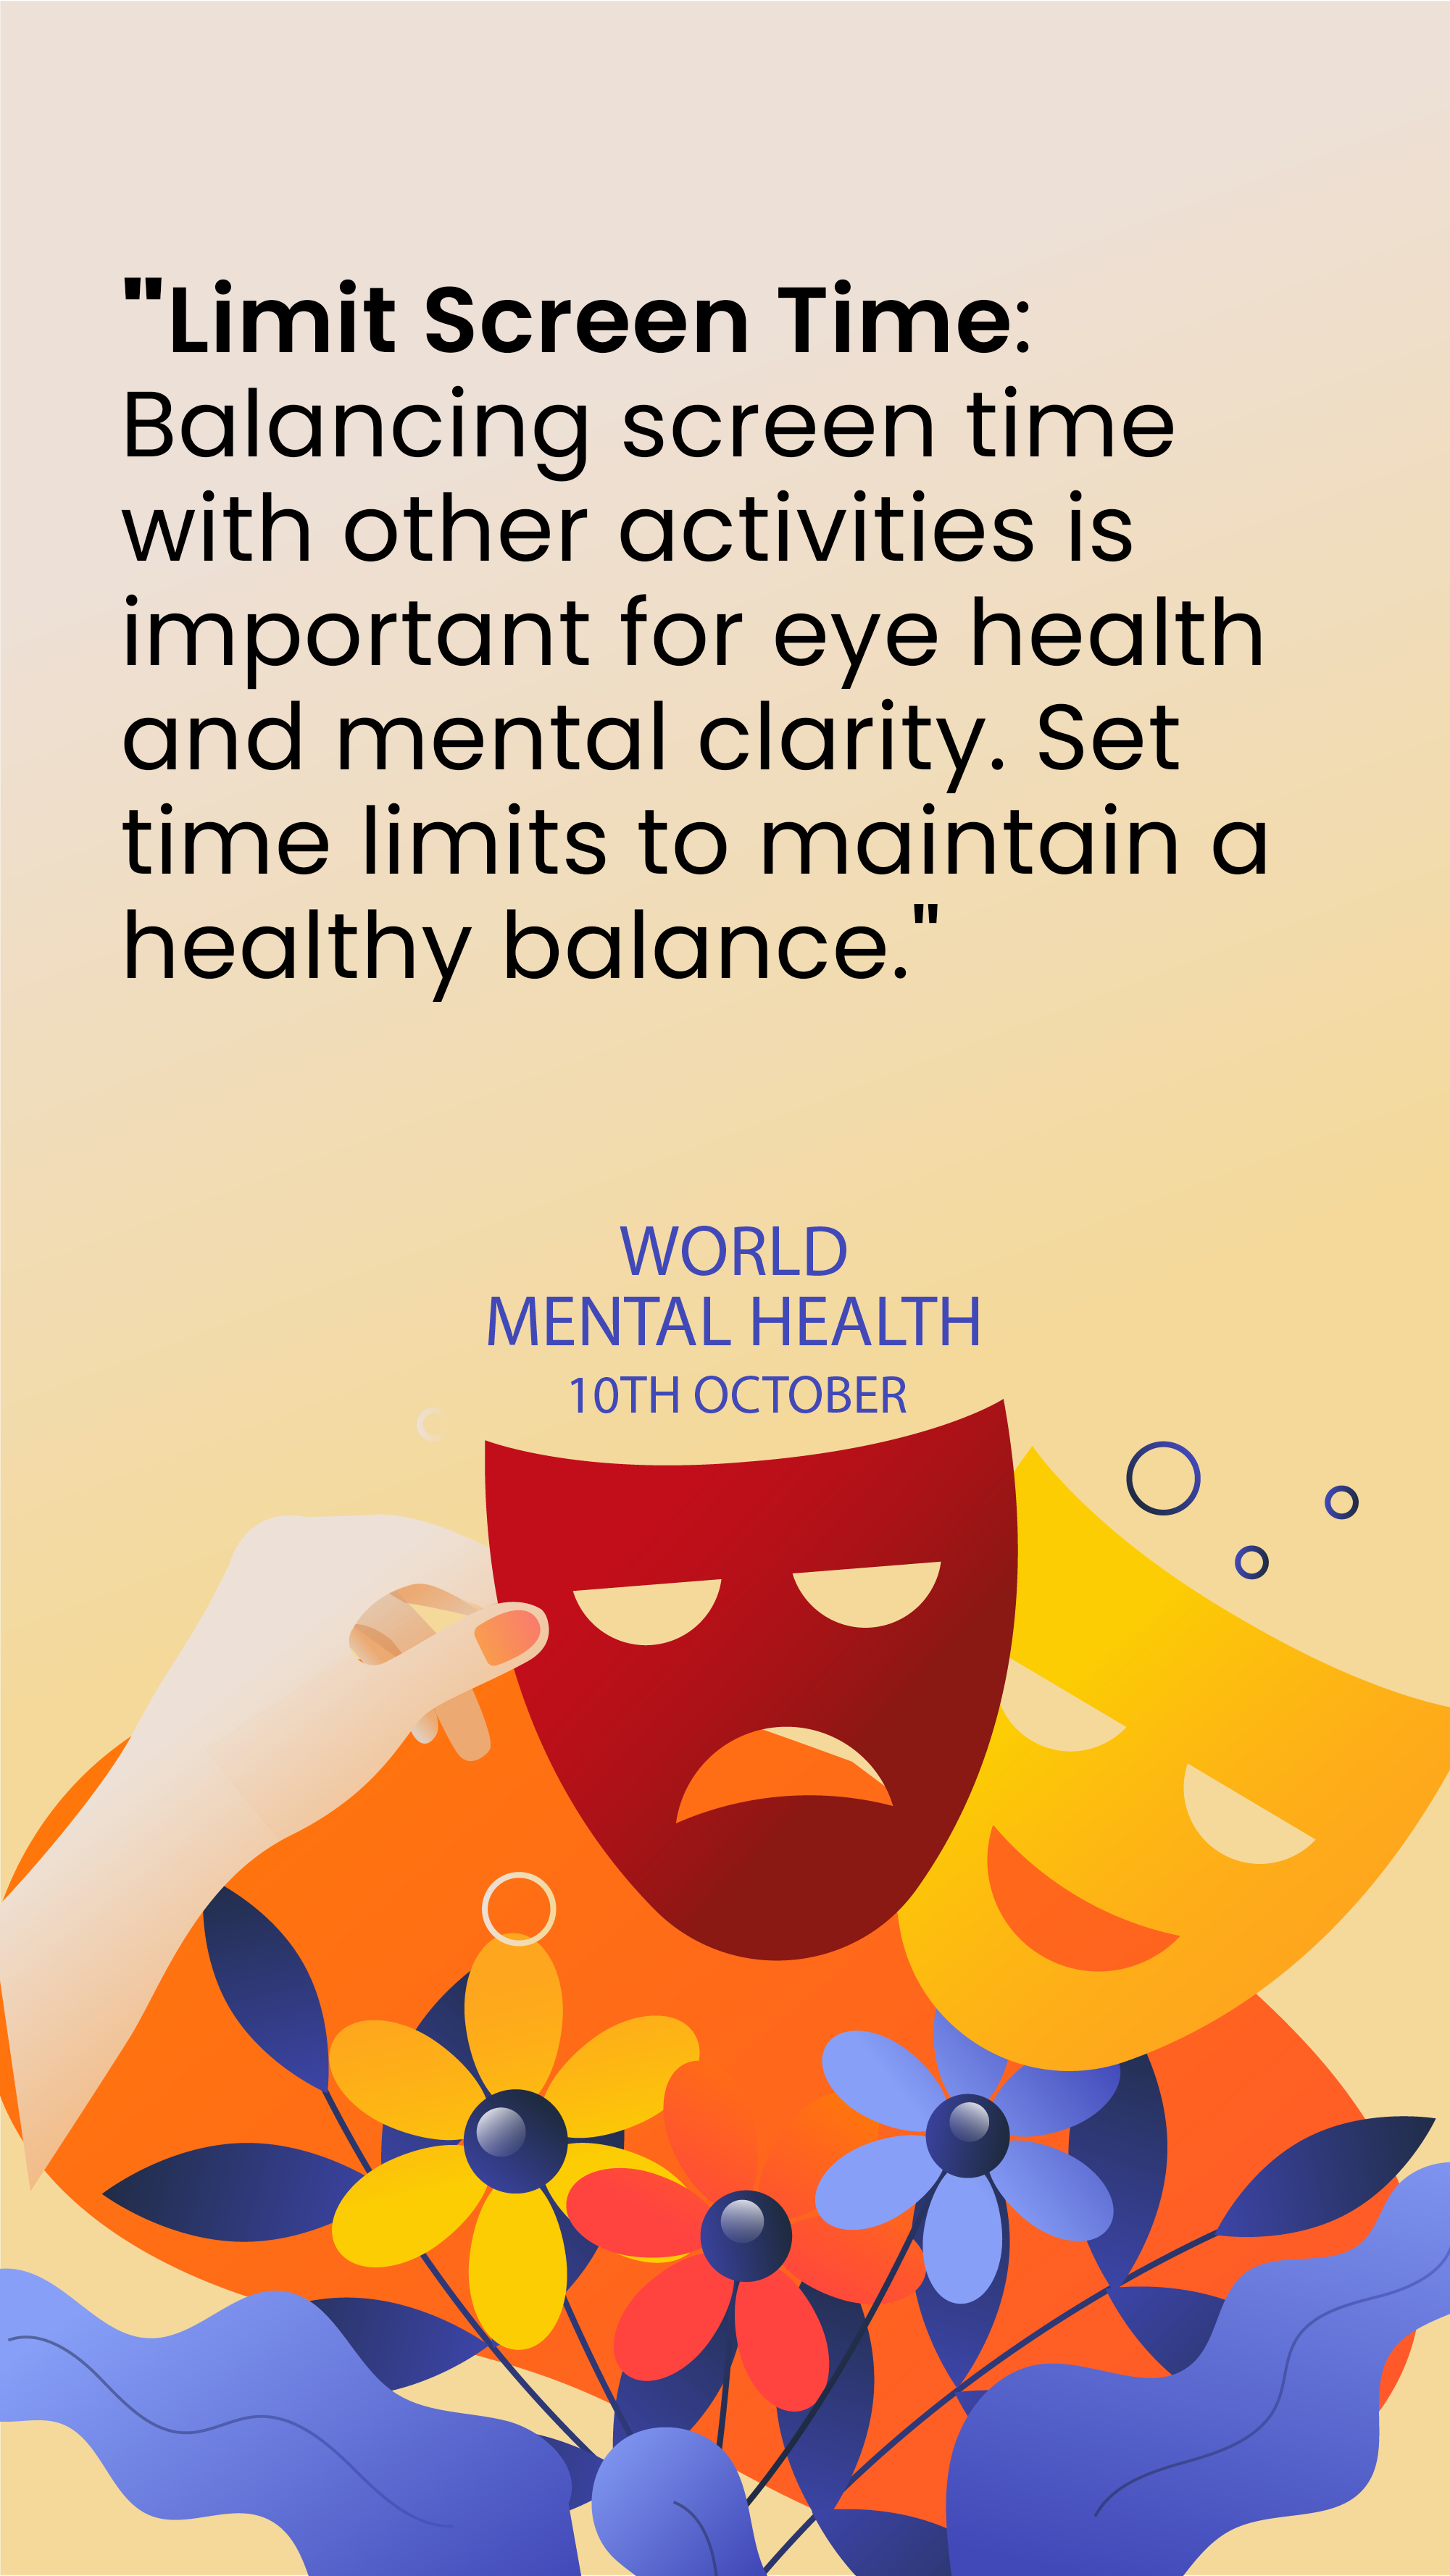 "Limit Screen Time:
Balancing screen time
with other activities is
important for eye health
and mental clarity. Set
time limits to maintain a
healthy balance."
WORLD
MENTAL HEALTH
10TH OCTOBER